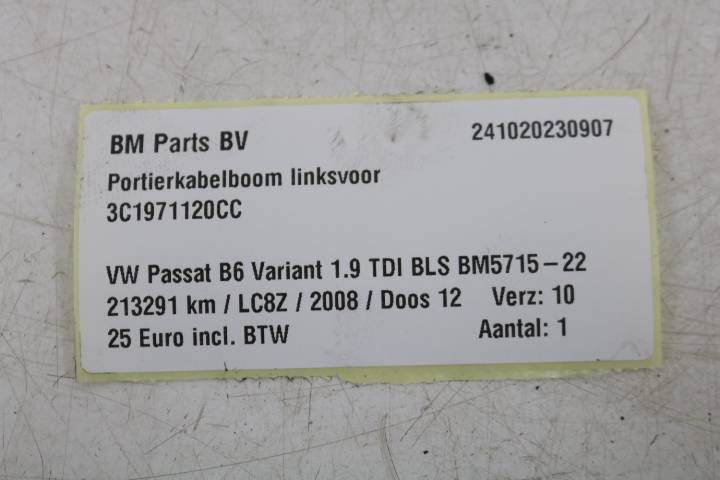 BM Parts BV 241020230907
Portierkabelboom linksvoor
3C1971120CC
VW Passat B6 Variant 1.9 TDI BLS BM5715-22
213291 km / LC8Z / 2008 / Doos 12 Verz: 10
25 Euro incl. BTW Aantal: 1